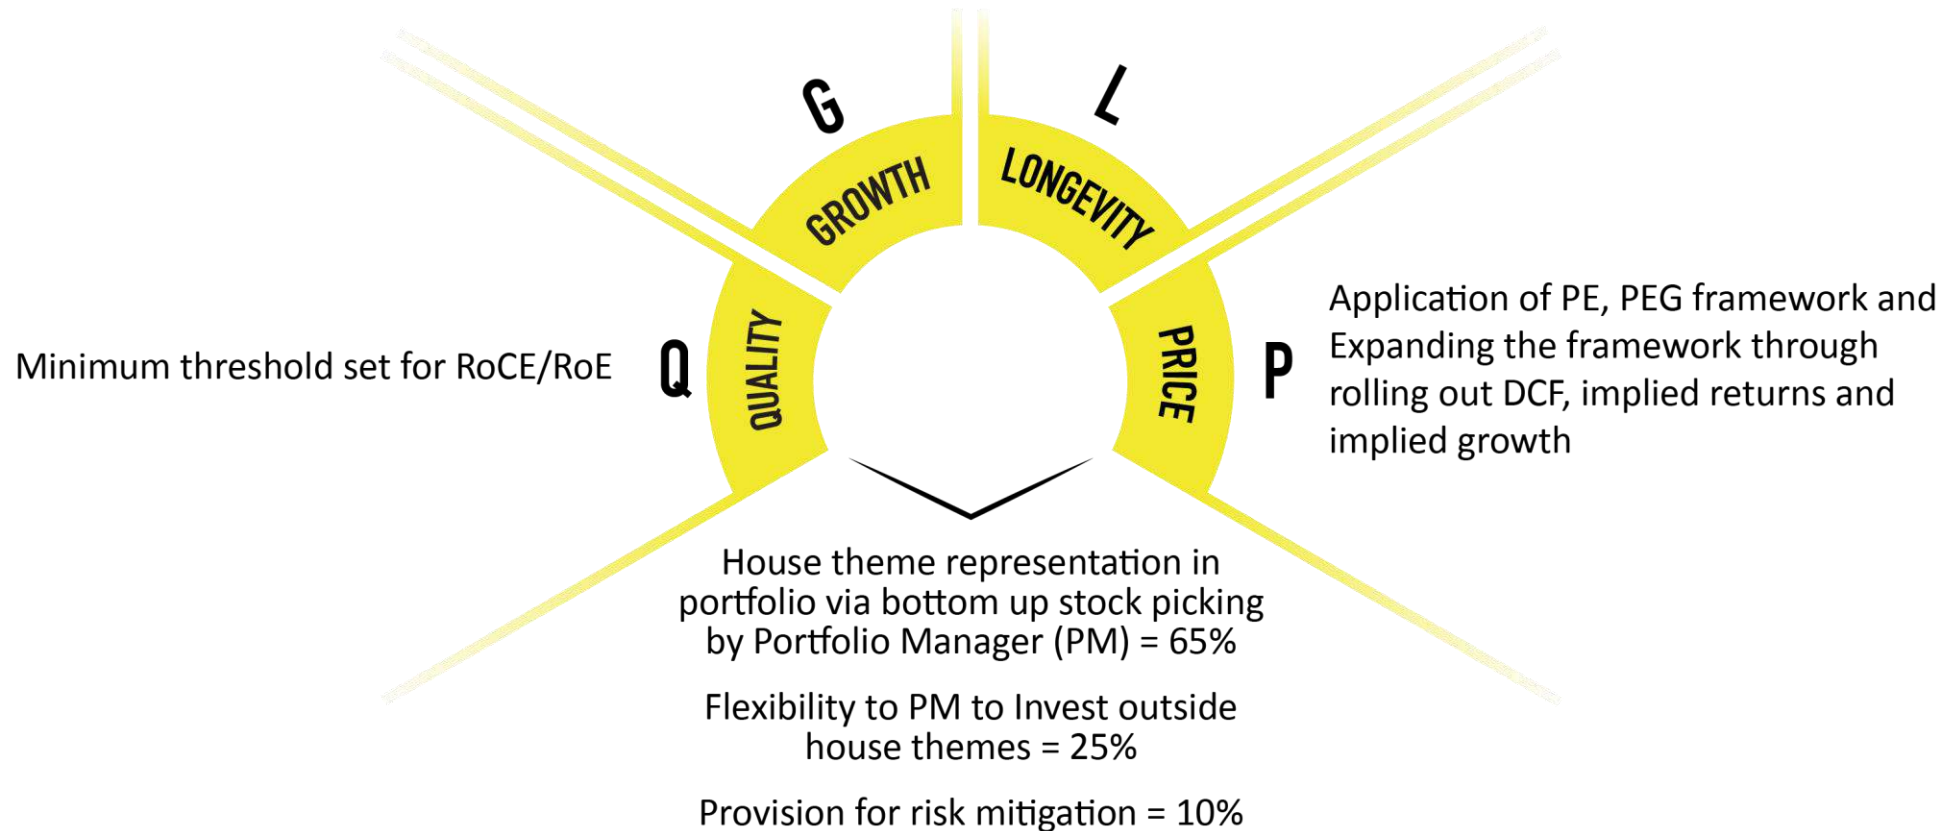 G
L
GROWTH
LONGEVITY
Minimum threshold set for RoCE/RoE
Q
QUALITY
PRICE
P
Application of PE, PEG framework and
Expanding the framework through
rolling out DCF, implied returns and
implied growth
House theme representation in
portfolio via bottom up stock picking
by Portfolio Manager (PM) = 65%
Flexibility to PM to Invest outside
house themes = 25%
Provision for risk mitigation = 10%